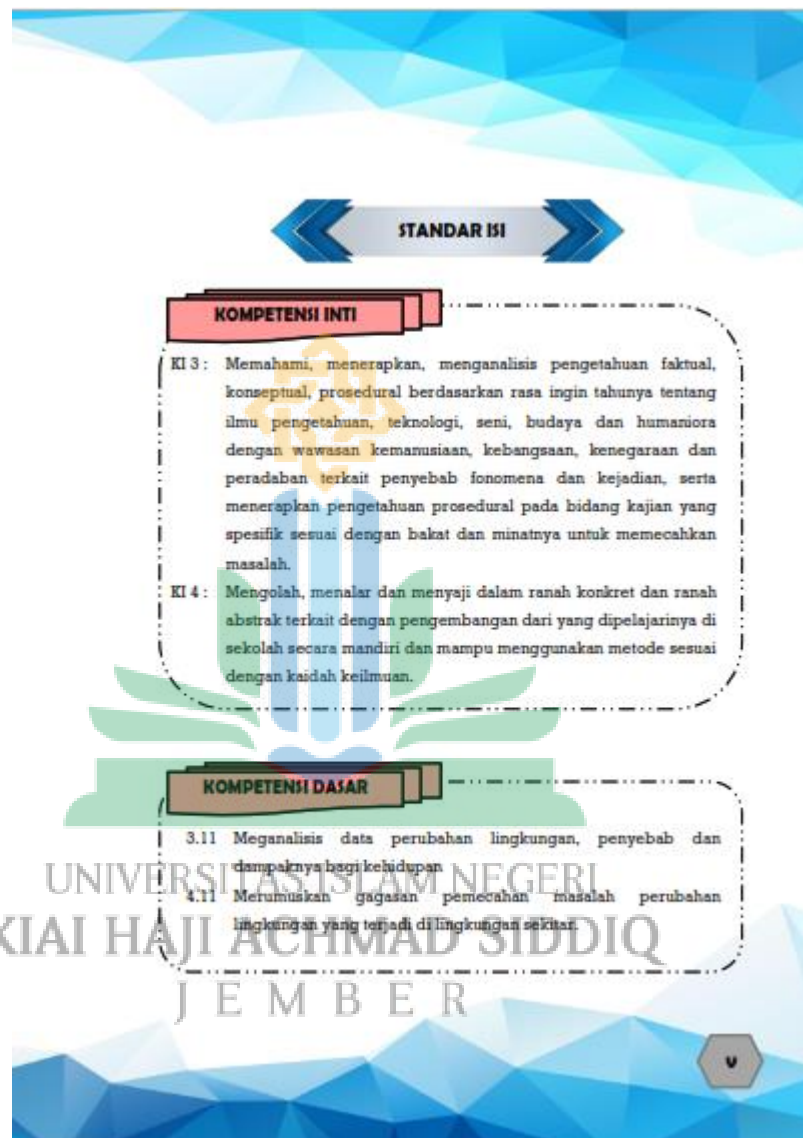 STANDAR ISI
KOMPETENSI INTI
KI 3 : Memahami, menerapkan, menganalisis pengetahuan faktual,
konseptual, prosedural berdasarkan rasa ingin tahunya tentang
ilmu pengetahuan, teknologi, seni, budaya dan humaniora
dengan wawasan kemanusiaan, kebangsaan, kenegaraan dan
peradaban terkait penyebab fonomena dan kejadian, serta
menerapkan pengetahuan prosedural pada bidang kajian yang
spesifik sesuai dengan bakat dan minatnya untuk memecahkan
masalah.
KI 4 : Mengolah, menalar dan menyaji dalam ranah konkret dan ranah
abstrak terkait dengan pengembangan dari yang dipelajarinya di
sekolah secara mandiri dan mampu menggunakan metode sesuai
dengan kaidah keilmuan.
KOMPETENSI DASAR
3.11 Meganalisis data perubahan lingkungan, penyebab dan
dampaknya bagi kehidupan
4.11 Merumuskan gagasan pemecahan masalah perubahan
lingkungan yang terjadi di lingkungan sekitar.
UNIVERSITAS ISLAM NEGERI
KIAI HAJI ACHMAD SIDDIQ
JEMBER
v